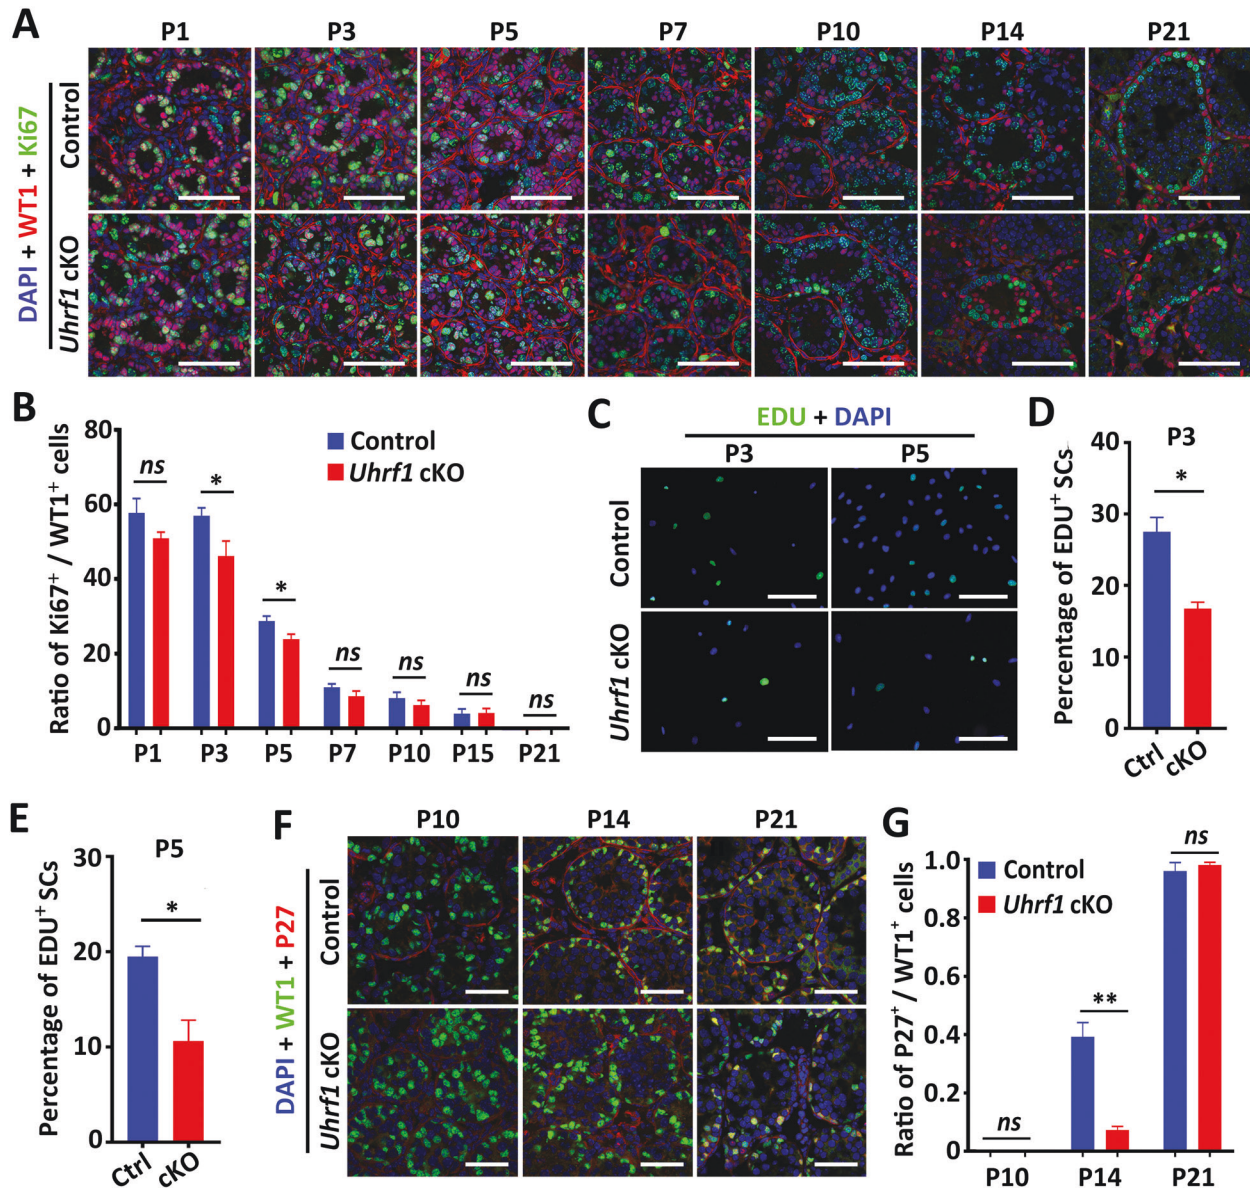 A
P1 P3 P5 P7 P10 P14 P21
DAPI + WT1 + Ki67
Control
Uhrf1 cKO
B
Ratio of Ki67⁺ / WT1⁺ cells
80
60
40
20
0
Control
Uhrf1 cKO
ns * * ns ns ns ns
P1 P3 P5 P7 P10 P15 P21
C
EDU + DAPI
P3 P5
Control
Uhrf1 cKO
D
P3
Percentage of EDU⁺ SCs
40
30
20
10
0
*
Ctrl cKO
E
P5
Percentage of EDU⁺ SCs
30
20
10
0
*
Ctrl cKO
F
P10 P14 P21
DAPI + WT1 + P27
Control
Uhrf1 cKO
G
Ratio of P27⁺ / WT1⁺ cells
1.0
0.8
0.6
0.4
0.2
0
Control
Uhrf1 cKO
ns ** ns
P10 P14 P21